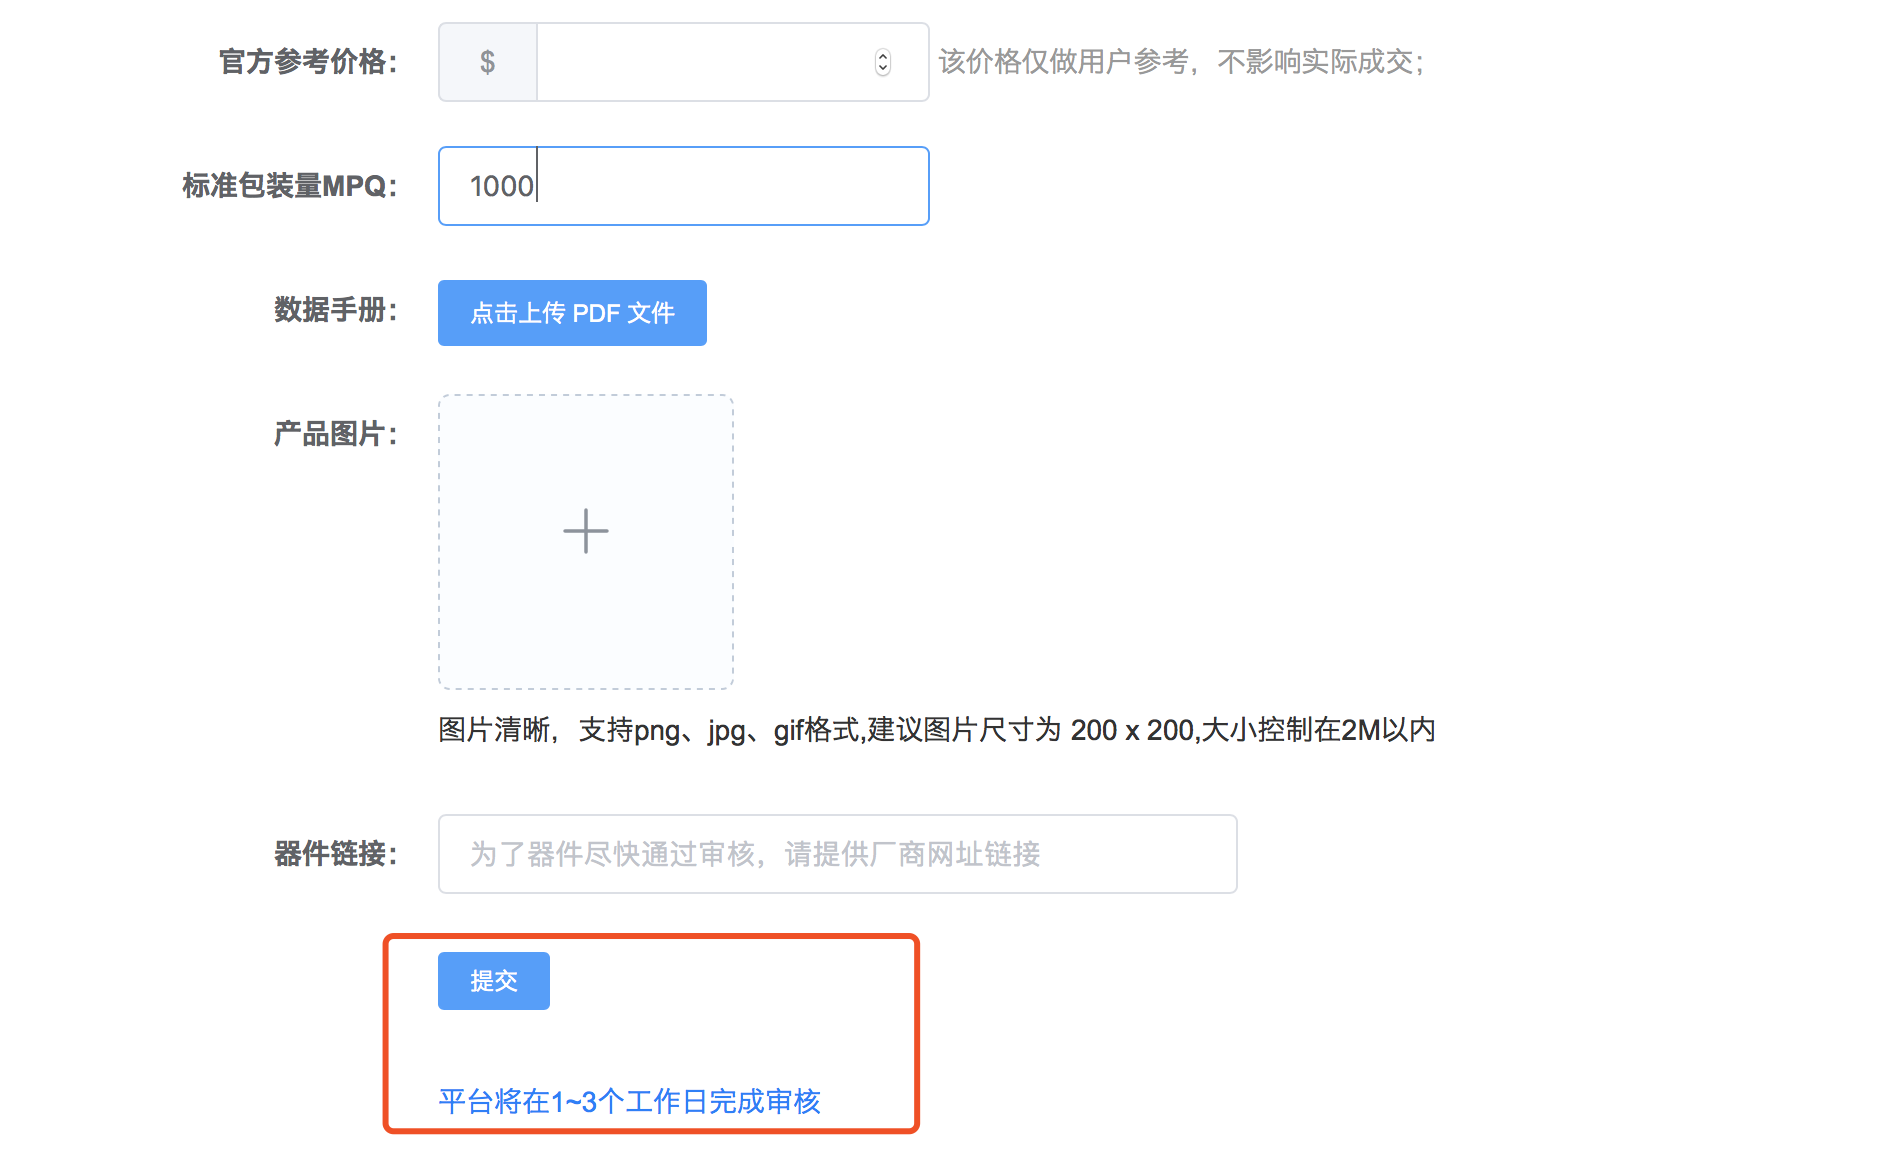 官方参考价格： $ 该价格仅做用户参考，不影响实际成交；
标准包装量MPQ： 1000
数据手册： 点击上传 PDF 文件
产品图片：
图片清晰，支持png、jpg、gif格式,建议图片尺寸为 200 x 200,大小控制在2M以内
器件链接： 为了器件尽快通过审核，请提供厂商网址链接
提交
平台将在1~3个工作日完成审核